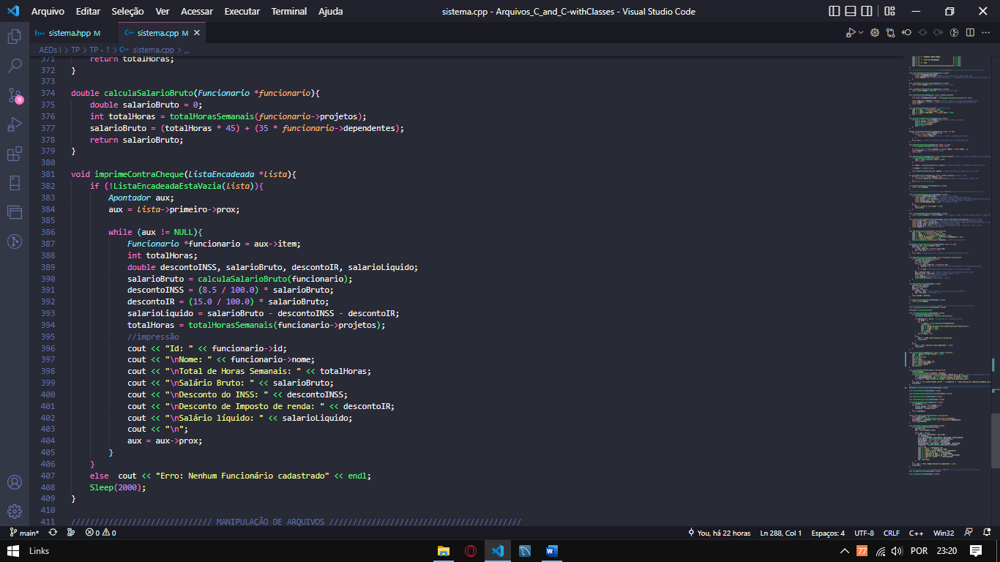 Arquivo Editar Seleção Ver Acessar Executar Terminal Ajuda sistema.cpp - Arquivos_C_and_C-withClasses - Visual Studio Code
sistema.hpp M sistema.cpp M
AEDs I > TP > TP - 1 > sistema.cpp > ...
371 return totalHoras;
372 }
373
374 double calculaSalarioBruto(Funcionario *funcionario){
375 double salarioBruto = 0;
376 int totalHoras = totalHorasSemanais(funcionario->projetos);
377 salarioBruto = (totalHoras * 45) + (35 * funcionario->dependentes);
378 return salarioBruto;
379 }
380
381 void imprimeContraCheque(ListaEncadeada *lista){
382 if (!ListaEncadeadaEstaVazia(lista)){
383 Apontador aux;
384 aux = lista->primeiro->prox;
385
386 while (aux != NULL){
387 Funcionario *funcionario = aux->item;
388 int totalHoras;
389 double descontoINSS, salarioBruto, descontoIR, salarioLiquido;
390 salarioBruto = calculaSalarioBruto(funcionario);
391 descontoINSS = (8.5 / 100.0) * salarioBruto;
392 descontoIR = (15.0 / 100.0) * salarioBruto;
393 salarioLiquido = salarioBruto - descontoINSS - descontoIR;
394 totalHoras = totalHorasSemanais(funcionario->projetos);
395 //impressão
396 cout << "Id: " << funcionario->id;
397 cout << "\nNome: " << funcionario->nome;
398 cout << "\nTotal de Horas Semanais: " << totalHoras;
399 cout << "\nSalário Bruto: " << salarioBruto;
400 cout << "\nDesconto do INSS: " << descontoINSS;
401 cout << "\nDesconto de Imposto de renda: " << descontoIR;
402 cout << "\nSalário líquido: " << salarioLiquido;
403 cout << "\n";
404 aux = aux->prox;
405 }
406 }
407 else  cout << "Erro: Nenhum Funcionário cadastrado" << endl;
408 Sleep(2000);
409 }
410
411 ////////////////////////////// MANIPULAÇÃO DE ARQUIVOS /////////////////////////////////////////
9
main* 0 0 You, há 22 horas Ln 288, Col 1 Espaços: 4 UTF-8 CRLF C++ Win32
Links 77 POR 23:20